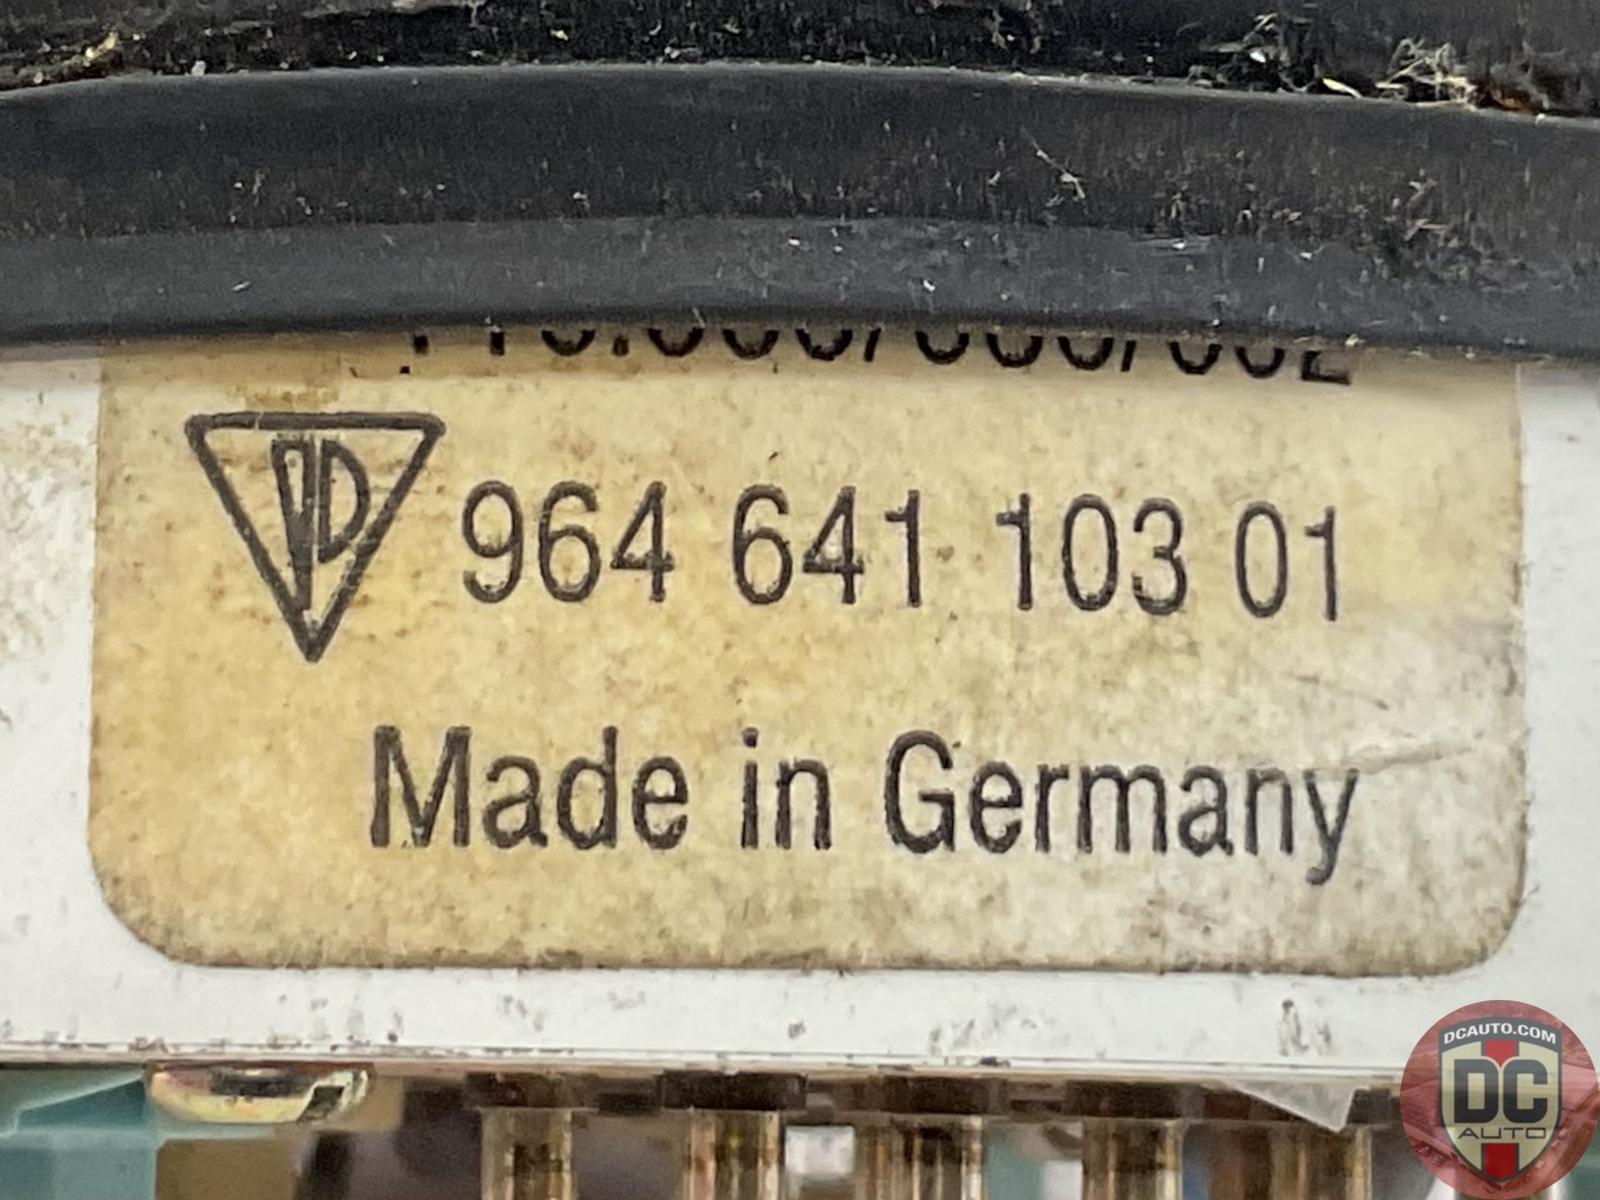 964 641 103 01
Made in Germany
DCAUTO.COM
DC
AUTO